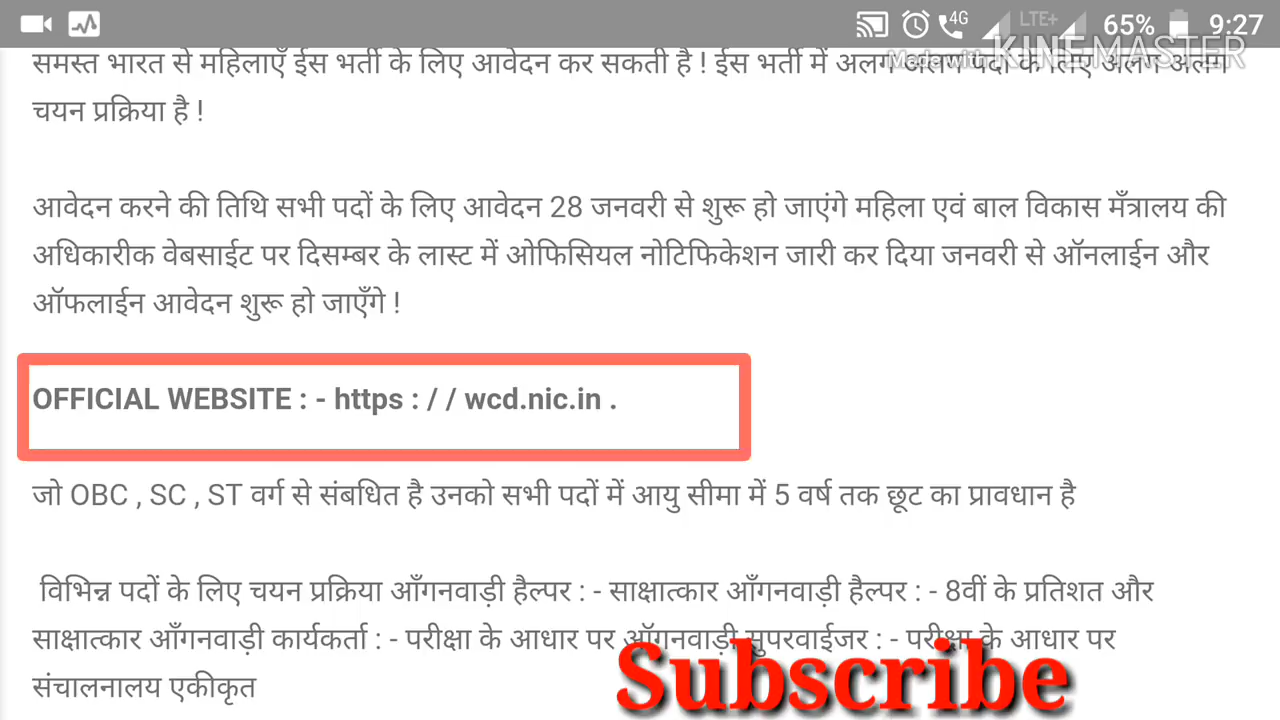 4G LTE+ 65% 9:27
Made with KINEMASTER
समस्त भारत से महिलाएँ ईस भर्ती के लिए आवेदन कर सकती है ! ईस भर्ती में अलग अलग पदों के लिए अलग अलग
चयन प्रक्रिया है !
आवेदन करने की तिथि सभी पदों के लिए आवेदन 28 जनवरी से शुरू हो जाएंगे महिला एवं बाल विकास मँत्रालय की
अधिकारीक वेबसाईट पर दिसम्बर के लास्ट में ओफिसियल नोटिफिकेशन जारी कर दिया जनवरी से ऑनलाईन और
ऑफलाईन आवेदन शुरू हो जाएँगे !
OFFICIAL WEBSITE : - https : / / wcd.nic.in .
जो OBC , SC , ST वर्ग से संबधित है उनको सभी पदों में आयु सीमा में 5 वर्ष तक छूट का प्रावधान है
विभिन्न पदों के लिए चयन प्रक्रिया आँगनवाड़ी हैल्पर : - साक्षात्कार आँगनवाड़ी हैल्पर : - 8वीं के प्रतिशत और
साक्षात्कार आँगनवाड़ी कार्यकर्ता : - परीक्षा के आधार पर ऑगनवाड़ी सुपरवाईजर : - परीक्षा के आधार पर
संचालनालय एकीकृत
Subscribe